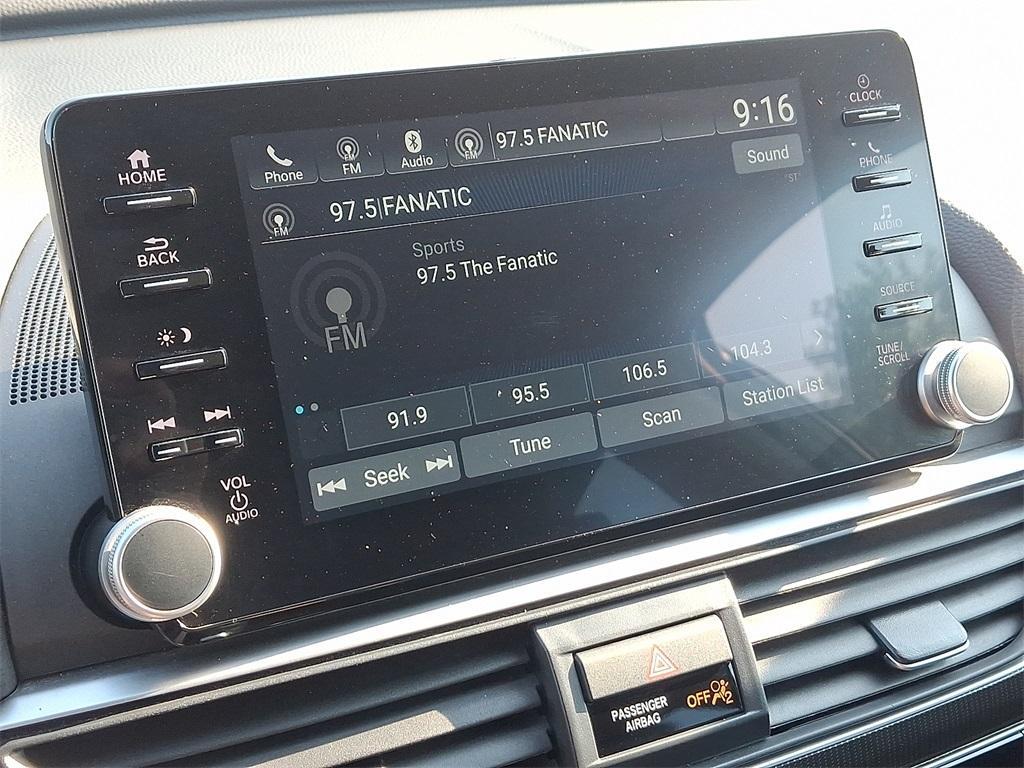 9:16
CLOCK
HOME
Phone
FM
Audio
FM
97.5 FANATIC
Sound
PHONE
ST
FM
97.5|FANATIC
BACK
Sports
97.5 The Fanatic
AUDIO
FM
SOURCE
TUNE/
SCROLL
91.9
95.5
106.5
104.3
Seek
Tune
Scan
Station List
VOL
AUDIO
PASSENGER
AIRBAG
OFF
2